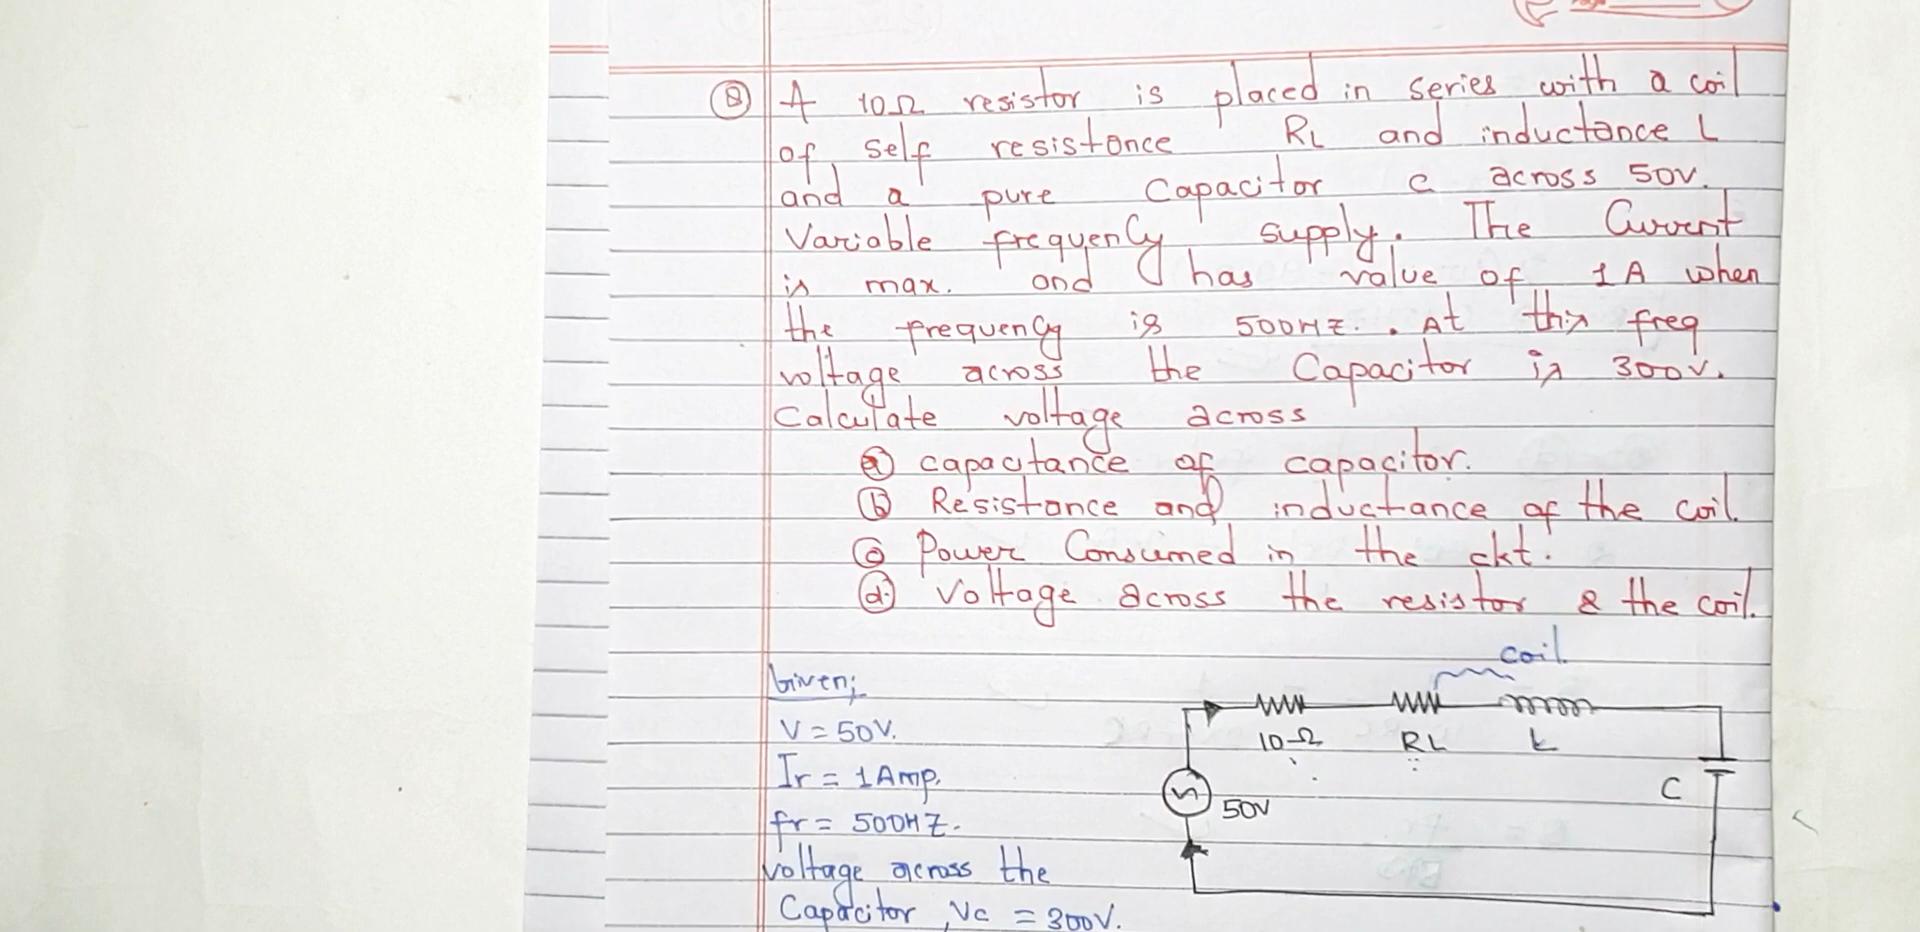 Q A 10Ω resistor is placed in series with a coil
of self resistance RL and inductance L
and a pure Capacitor C across 50V.
Variable frequency supply. The Current
is max. and has value of 1A when
the frequency is 500HZ. . At this freq
voltage across the Capacitor is 300V.
Calculate voltage across
a capacitance of capacitor.
b Resistance and inductance of the coil.
c Power Consumed in the ckt.
d. Voltage across the resistor & the coil.
coil.
Given;
V = 50V.
10Ω RL L
Ir = 1Amp.
C
50V
fr = 500HZ.
voltage across the
Capacitor, Vc = 300V.